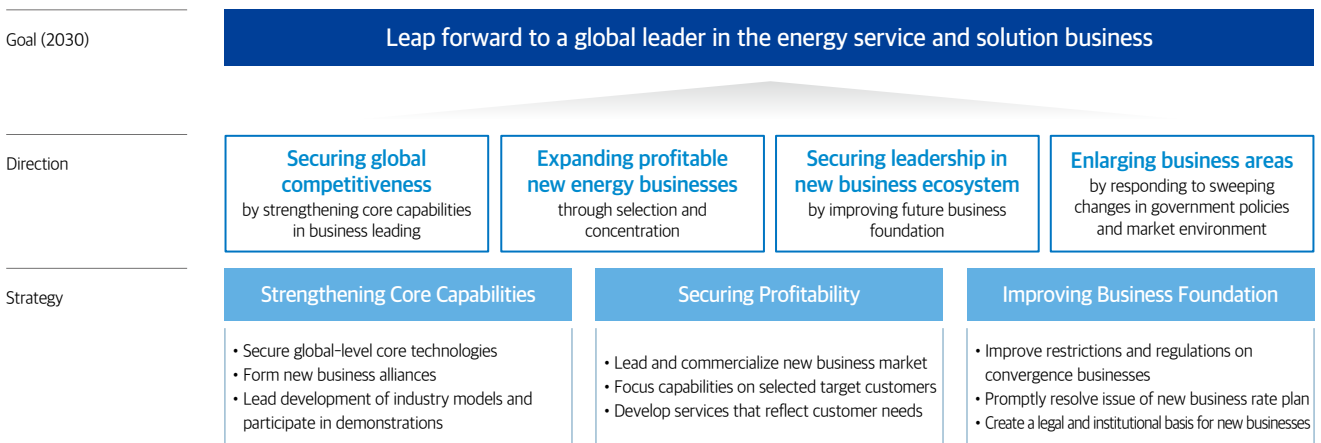 Goal (2030)
Leap forward to a global leader in the energy service and solution business
Direction
Securing global
competitiveness
by strengthening core capabilities
in business leading
Expanding profitable
new energy businesses
through selection and
concentration
Securing leadership in
new business ecosystem
by improving future business
foundation
Enlarging business areas
by responding to sweeping
changes in government policies
and market environment
Strategy
Strengthening Core Capabilities
• Secure global-level core technologies
• Form new business alliances
• Lead development of industry models and
participate in demonstrations
Securing Profitability
• Lead and commercialize new business market
• Focus capabilities on selected target customers
• Develop services that reflect customer needs
Improving Business Foundation
• Improve restrictions and regulations on
convergence businesses
• Promptly resolve issue of new business rate plan
• Create a legal and institutional basis for new businesses